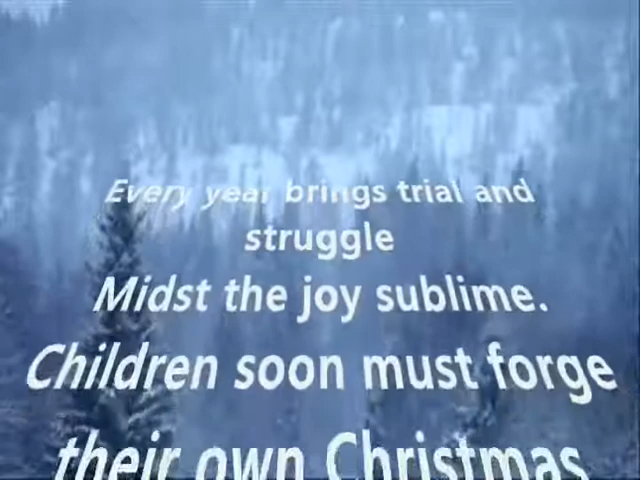 Every year brings trial and
struggle
Midst the joy sublime.
Children soon must forge
their own Christmas